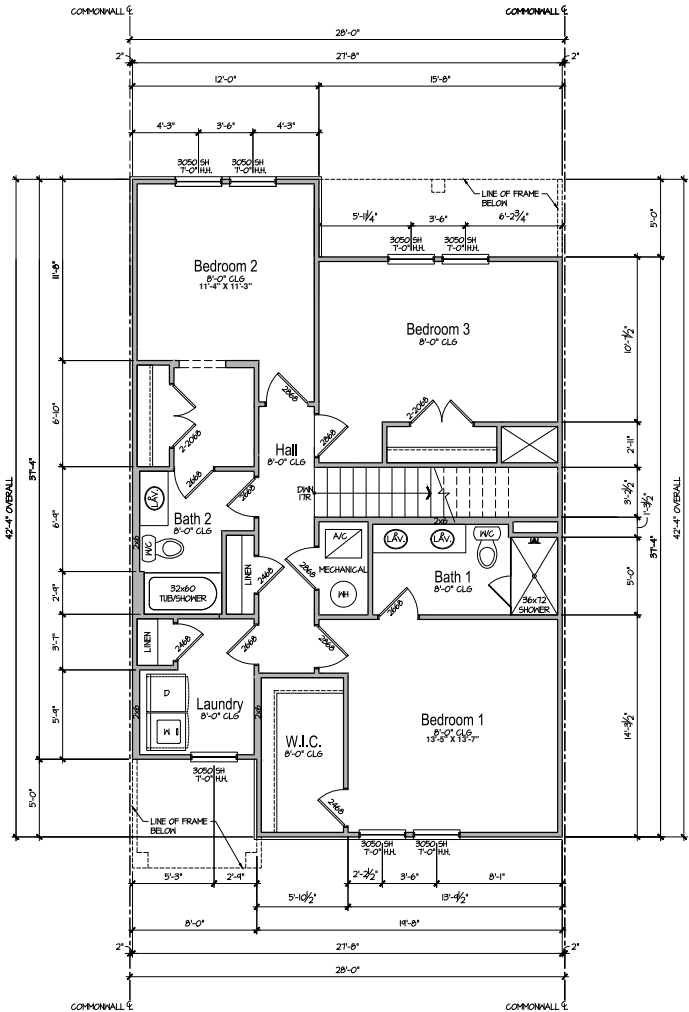 COMMONWALL ℄
COMMONWALL ℄
28'-0"
2"
27'-8"
2"
12'-0"
15'-8"
4'-3"
3'-6"
4'-3"
3050 SH
7'-0" H.H.
3050 SH
7'-0" H.H.
LINE OF FRAME
BELOW
5'-11/4"
3'-6"
6'-2 3/4"
3050 SH
7'-0" H.H.
3050 SH
7'-0" H.H.
5'-0"
11'-8"
Bedroom 2
8'-0" CLG
11'-4" X 11'-3"
Bedroom 3
8'-0" CLG
10'-7 1/2"
6'-10"
2-2068
2868
2-2068
2868
Hall
8'-0" CLG
2'-11"
42'-4" OVERALL
37'-4"
2668
2668
DWN
17R
3'-2 1/2"
1'-3 1/2"
37'-4"
42'-4" OVERALL
6'-9"
LAV.
Bath 2
8'-0" CLG
2x6
W/C
A/C
MECHANICAL
WH
2x6
LAV.
LAV.
W/C
Bath 1
8'-0" CLG
5'-0"
LINEN
2468
2868
2'-9"
32x60
TUB/SHOWER
2668
36x72
SHOWER
3'-7"
LINEN
2468
2668
2868
5'-9"
2x6
D
W
Laundry
8'-0" CLG
2x6
W.I.C.
8'-0" CLG
Bedroom 1
8'-0" CLG
13'-5" X 13'-7"
14'-3 1/2"
3050 SH
7'-0" H.H.
2468
5'-0"
LINE OF FRAME
BELOW
3050 SH
7'-0" H.H.
3050 SH
7'-0" H.H.
5'-3"
2'-9"
2'-2 1/2"
3'-6"
8'-1"
5'-10 1/2"
13'-9 1/2"
8'-0"
19'-8"
2"
27'-8"
2"
28'-0"
COMMONWALL ℄
COMMONWALL ℄